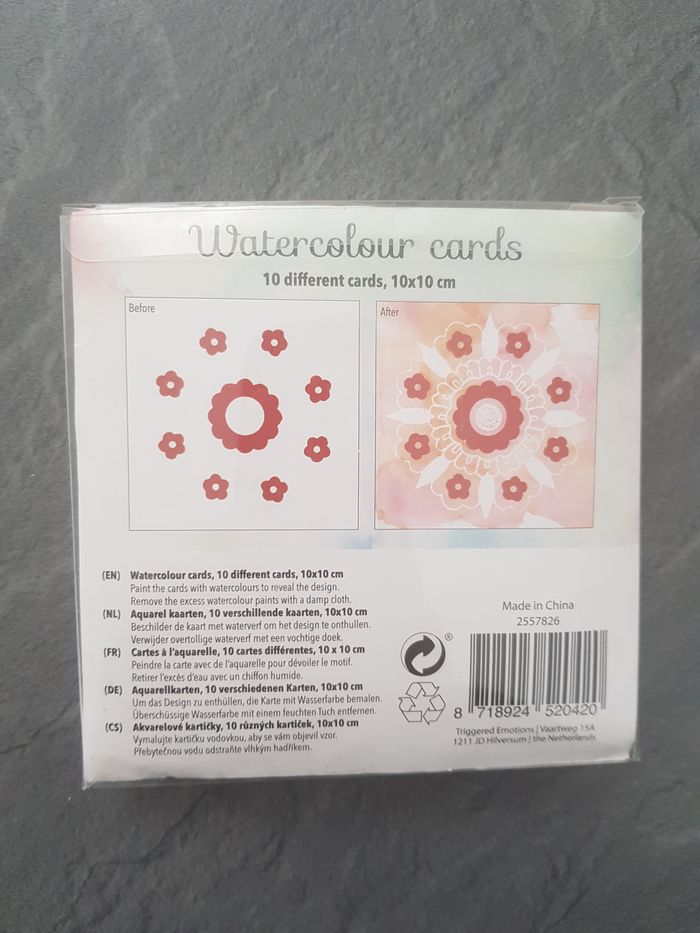 Watercolour cards
10 different cards, 10x10 cm
Before
After
(EN) Watercolour cards, 10 different cards, 10x10 cm
Paint the cards with watercolours to reveal the design.
Remove the excess watercolour paints with a damp cloth.
(NL) Aquarel kaarten, 10 verschillende kaarten, 10x10 cm
Beschilder de kaart met waterverf om het design te onthullen.
Verwijder overtollige waterverf met een vochtige doek.
(FR) Cartes à l'aquarelle, 10 cartes différentes, 10 x 10 cm
Peindre la carte avec de l'aquarelle pour dévoiler le motif.
Retirer l'excès d'eau avec un chiffon humide.
(DE) Aquarellkarten, 10 verschiedenen Karten, 10x10 cm
Um das Design zu enthüllen, die Karte mit Wasserfarbe bemalen.
Überschüssige Wasserfarbe mit einem feuchten Tuch entfernen.
(CS) Akvarelové kartičky, 10 různých kartiček, 10x10 cm
Vymalujte kartičku vodovkou, aby se vám objevil vzor.
Přebytečnou vodu odstraňte vlhkým hadříkem.
®
Made in China
2557826
8 718924 520420
Triggered Emotions | Vaartweg 15A
1211 JD Hilversum | the Netherlands